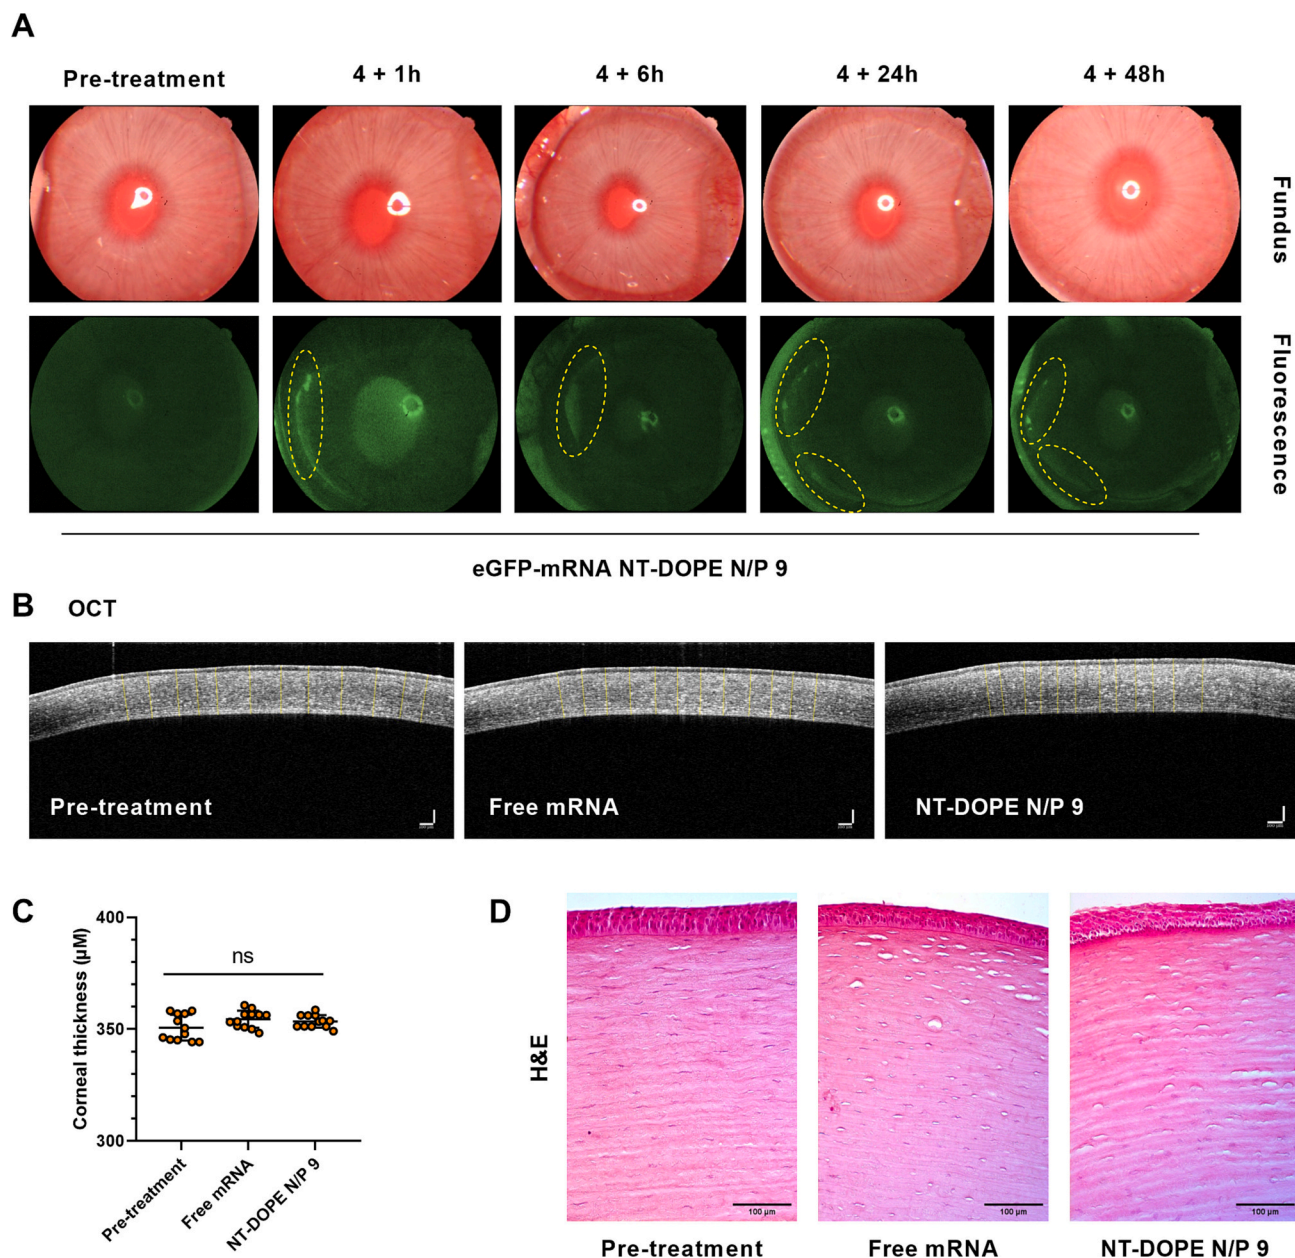 A
Pre-treatment
4 + 1h
4 + 6h
4 + 24h
4 + 48h
Fundus
Fluorescence
eGFP-mRNA NT-DOPE N/P 9
B
OCT
Pre-treatment
Free mRNA
NT-DOPE N/P 9
C
400
350
300
Corneal thickness (µM)
ns
Pre-treatment
Free mRNA
NT-DOPE N/P 9
D
H&E
100 µm
100 µm
100 µm
Pre-treatment
Free mRNA
NT-DOPE N/P 9